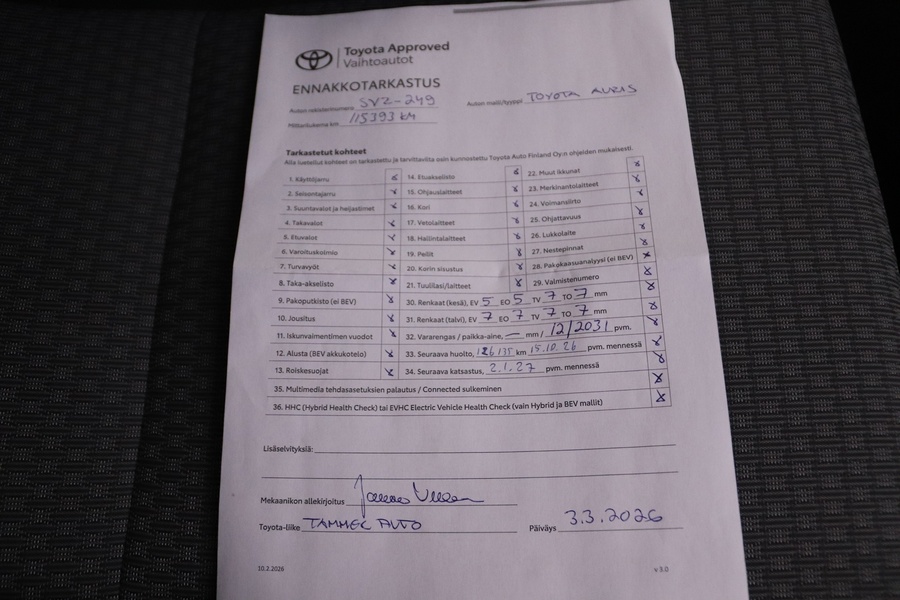 Toyota Approved
Vaihtoautot
ENNAKKOTARKASTUS
Auton rekisterinumero SVZ-249 Auton malli/tyyppi TOYOTA AURIS
Mittarilukema km 115393 km
Tarkastetut kohteet
Alla luetellut kohteet on tarkastettu ja tarvittavilta osin kunnostettu Toyota Auto Finland Oy:n ohjeiden mukaisesti.
1. Käyttöjarru
2. Seisontajarru
3. Suuntavalot ja heijastimet
4. Takavalot
5. Etuvalot
6. Varoituskolmio
7. Turvavyöt
8. Taka-akselisto
9. Pakoputkisto (ei BEV)
10. Jousitus
11. Iskunvaimentimen vuodot
12. Alusta (BEV akkukotelo)
13. Roiskesuojat
14. Etuakselisto
15. Ohjauslaitteet
16. Kori
17. Vetolaitteet
18. Hallintalaitteet
19. Peilit
20. Korin sisustus
21. Tuulilasi/laitteet
22. Muut ikkunat
23. Merkinantolaitteet
24. Voimansiirto
25. Ohjattavuus
26. Lukkolaite
27. Nestepinnat
28. Pakokaasuanalyysi (ei BEV)
29. Valmistenumero
30. Renkaat (kesä), EV 5 EO 5 TV 7 TO 7 mm
31. Renkaat (talvi), EV 7 EO 7 TV 7 TO 7 mm
32. Vararengas / paikka-aine, — mm / 12/2031 pvm.
33. Seuraava huolto, 126135 km 15.10.26 pvm. mennessä
34. Seuraava katsastus, 2.1.27 pvm. mennessä
35. Multimedia tehdasasetuksien palautus / Connected sulkeminen
36. HHC (Hybrid Health Check) tai EVHC Electric Vehicle Health Check (vain Hybrid ja BEV mallit)
Lisäselvityksiä:
Mekaanikon allekirjoitus
Toyota-liike TAMMER AUTO Päiväys 3.3.2026
10.2.2026 v 3.0